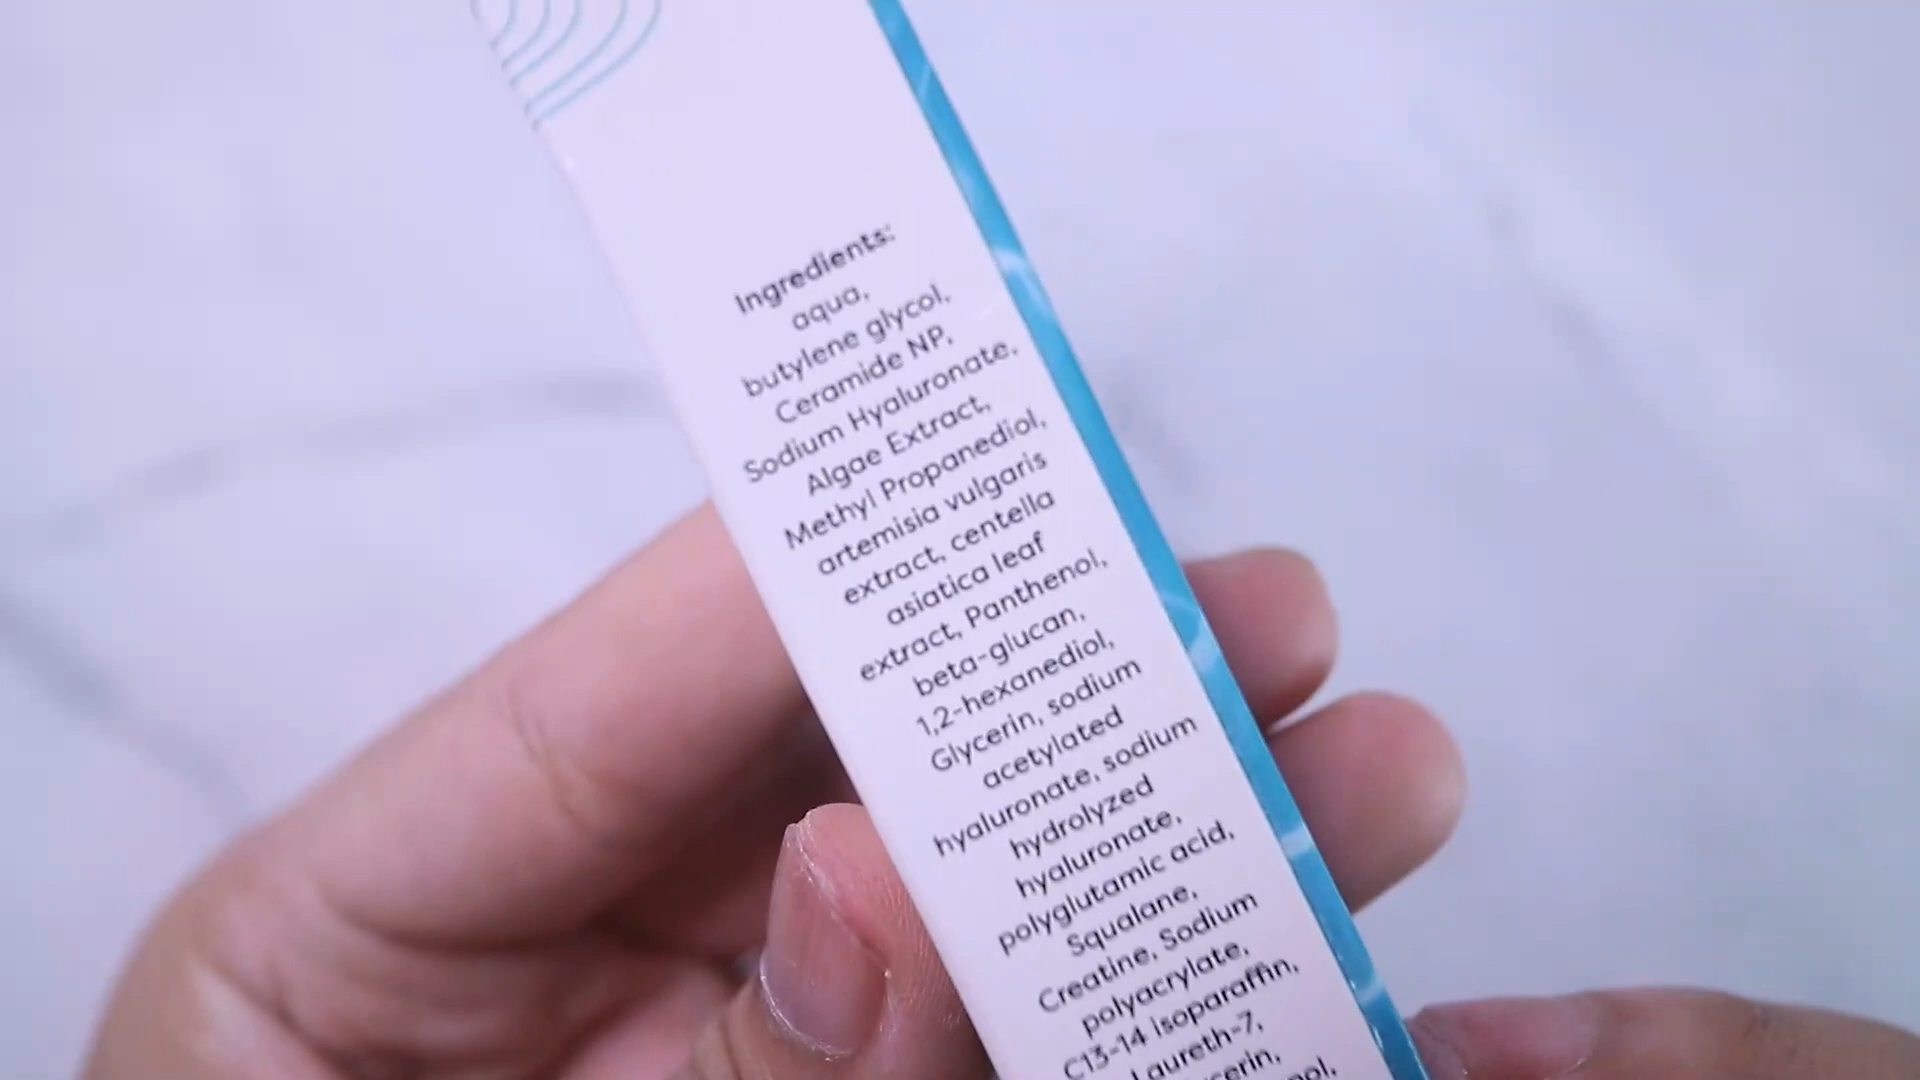 Ingredients:
aqua,
butylene glycol,
Ceramide NP,
Sodium Hyaluronate,
Algae Extract,
Methyl Propanediol,
artemisia vulgaris
extract, centella
asiatica leaf
extract, Panthenol,
beta-glucan,
1,2-hexanediol,
Glycerin, sodium
acetylated
hyaluronate, sodium
hydrolyzed
hyaluronate,
polyglutamic acid,
Squalane,
Creatine, Sodium
polyacrylate,
C13-14 isoparaffin,
Laureth-7,